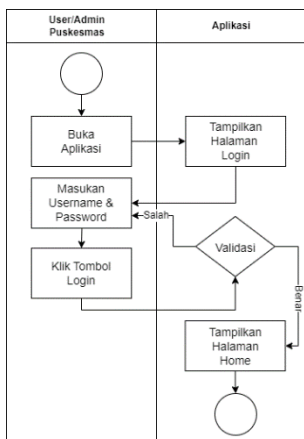 User/Admin
Puskesmas
Aplikasi
Buka
Aplikasi
Tampilkan
Halaman
Login
Masukan
Username &
Password
Salah
Validasi
Klik Tombol
Login
Benar
Tampilkan
Halaman
Home